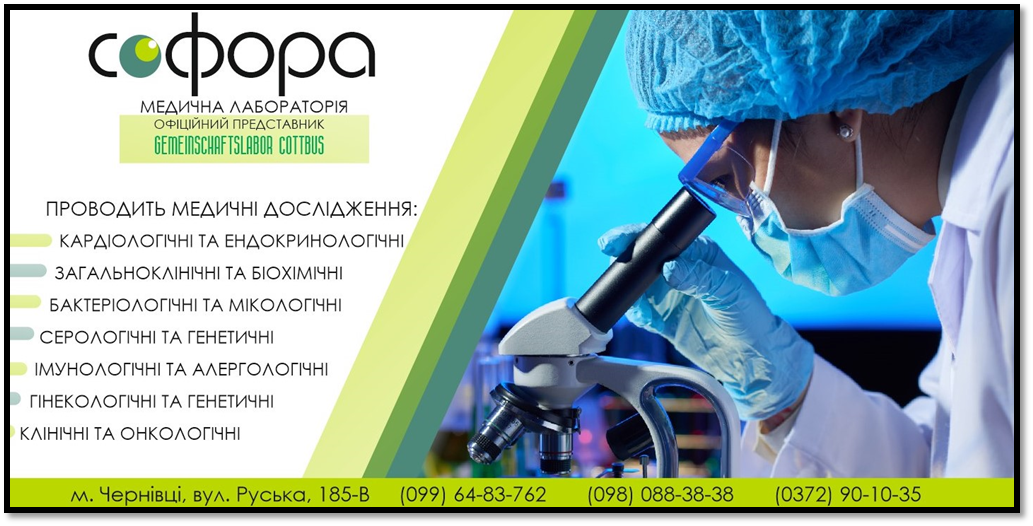 софора
МЕДИЧНА ЛАБОРАТОРІЯ
ОФІЦІЙНИЙ ПРЕДСТАВНИК
GEMEINSCHAFTSLABOR COTTBUS
ПРОВОДИТЬ МЕДИЧНІ ДОСЛІДЖЕННЯ:
КАРДІОЛОГІЧНІ ТА ЕНДОКРИНОЛОГІЧНІ
ЗАГАЛЬНОКЛІНІЧНІ ТА БІОХІМІЧНІ
БАКТЕРІОЛОГІЧНІ ТА МІКОЛОГІЧНІ
СЕРОЛОГІЧНІ ТА ГЕНЕТИЧНІ
ІМУНОЛОГІЧНІ ТА АЛЕРГОЛОГІЧНІ
ГІНЕКОЛОГІЧНІ ТА ГЕНЕТИЧНІ
КЛІНІЧНІ ТА ОНКОЛОГІЧНІ
м. Чернівці, вул. Руська, 185-В (099) 64-83-762 (098) 088-38-38 (0372) 90-10-35